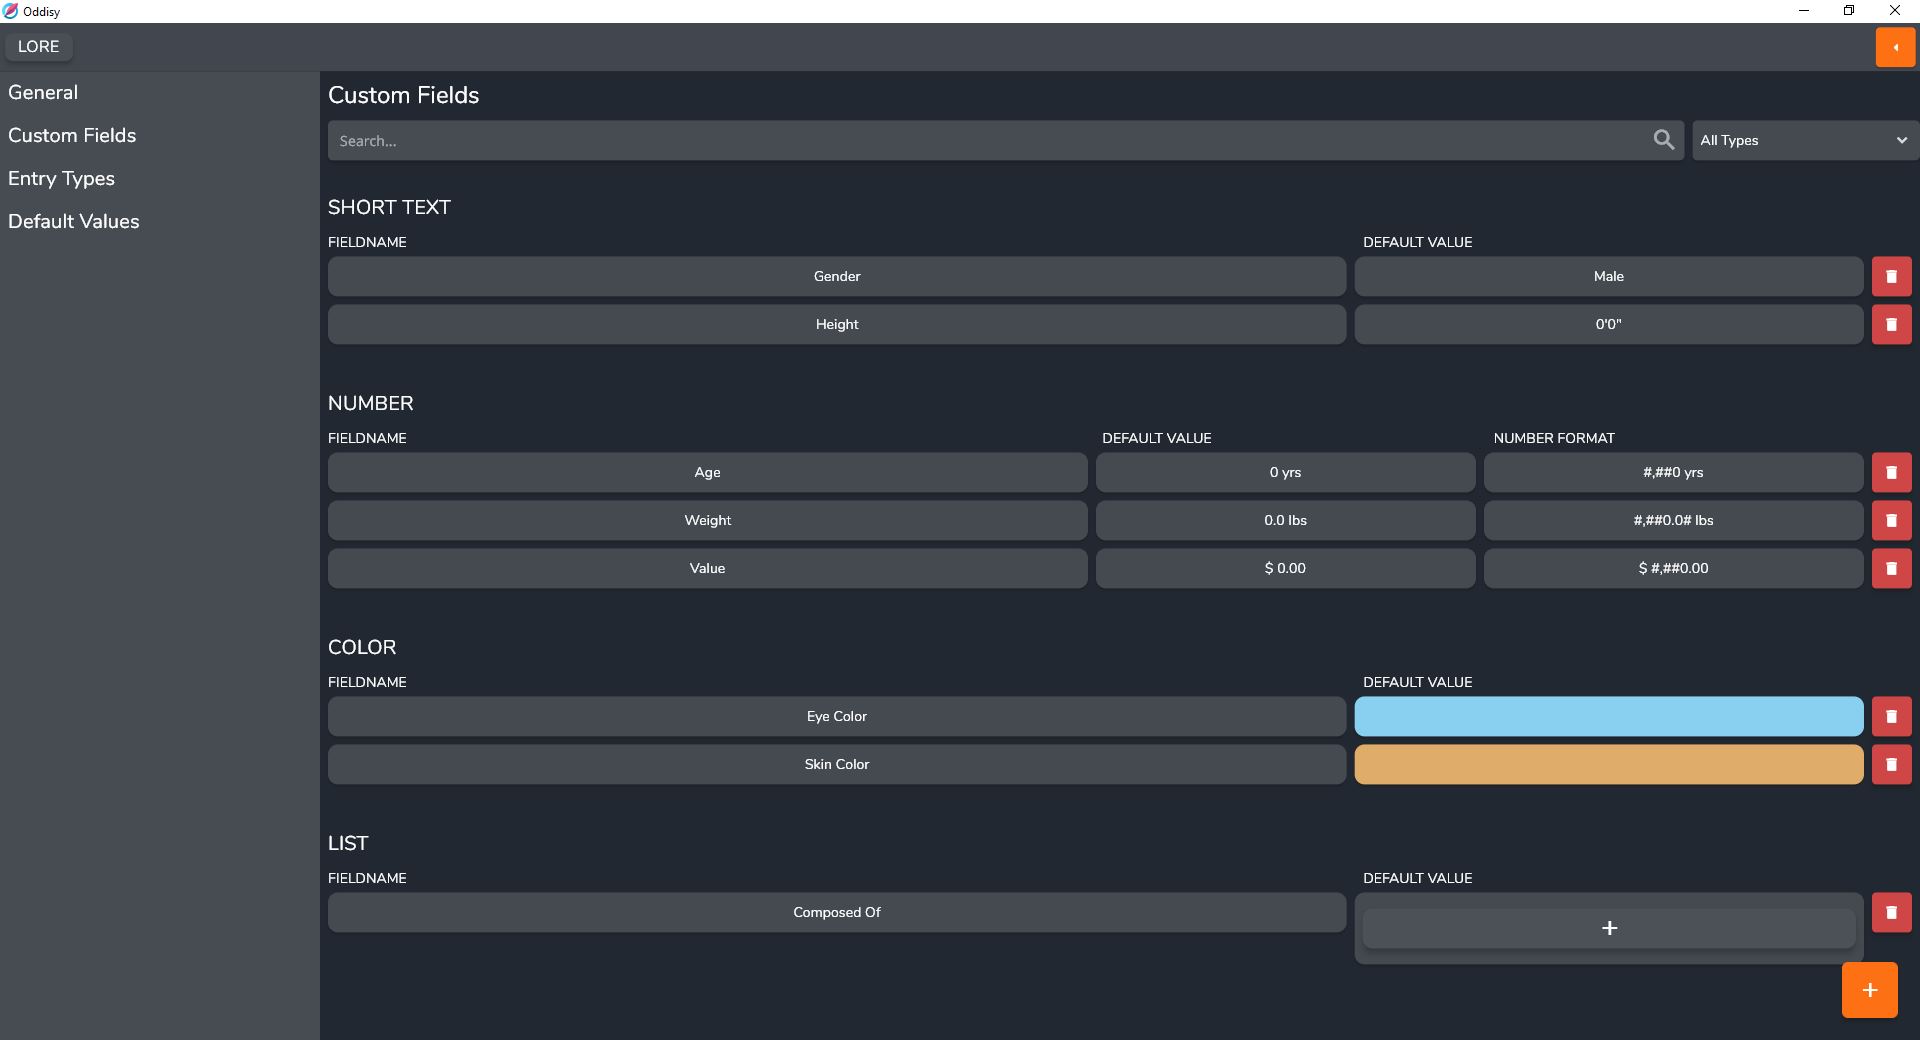 Oddisy
LORE
General
Custom Fields
Entry Types
Default Values
Custom Fields
Search...
All Types
SHORT TEXT
FIELDNAME DEFAULT VALUE
Gender Male
Height 0'0"
NUMBER
FIELDNAME DEFAULT VALUE NUMBER FORMAT
Age 0 yrs #,##0 yrs
Weight 0.0 lbs #,##0.0# lbs
Value $ 0.00 $ #,##0.00
COLOR
FIELDNAME DEFAULT VALUE
Eye Color
Skin Color
LIST
FIELDNAME DEFAULT VALUE
Composed Of +
+